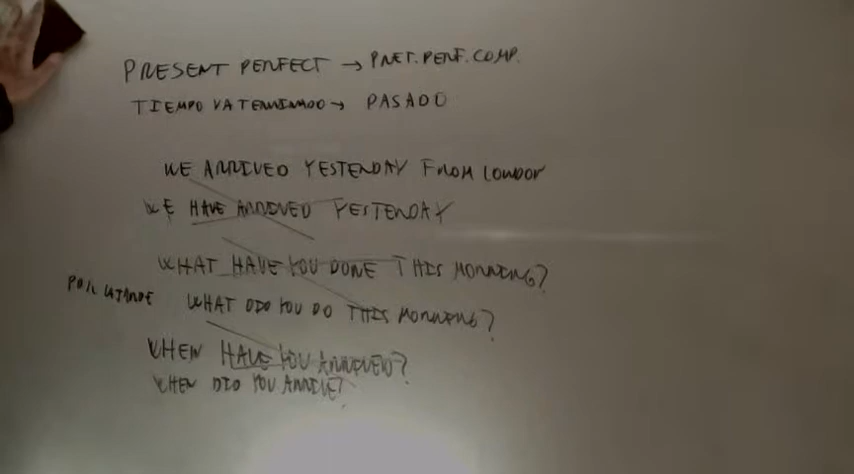 PRESENT PERFECT → PRET. PERF. COMP.
TIEMPO YA TERMINADO → PASADO
WE ARRIVED YESTERDAY FROM LONDON
WE HAVE ARRIVED YESTERDAY
WHAT HAVE YOU DONE THIS MORNING?
POR LA TARDE WHAT DID YOU DO THIS MORNING?
WHEN HAVE YOU ARRIVED?
WHEN DID YOU ARRIVE?